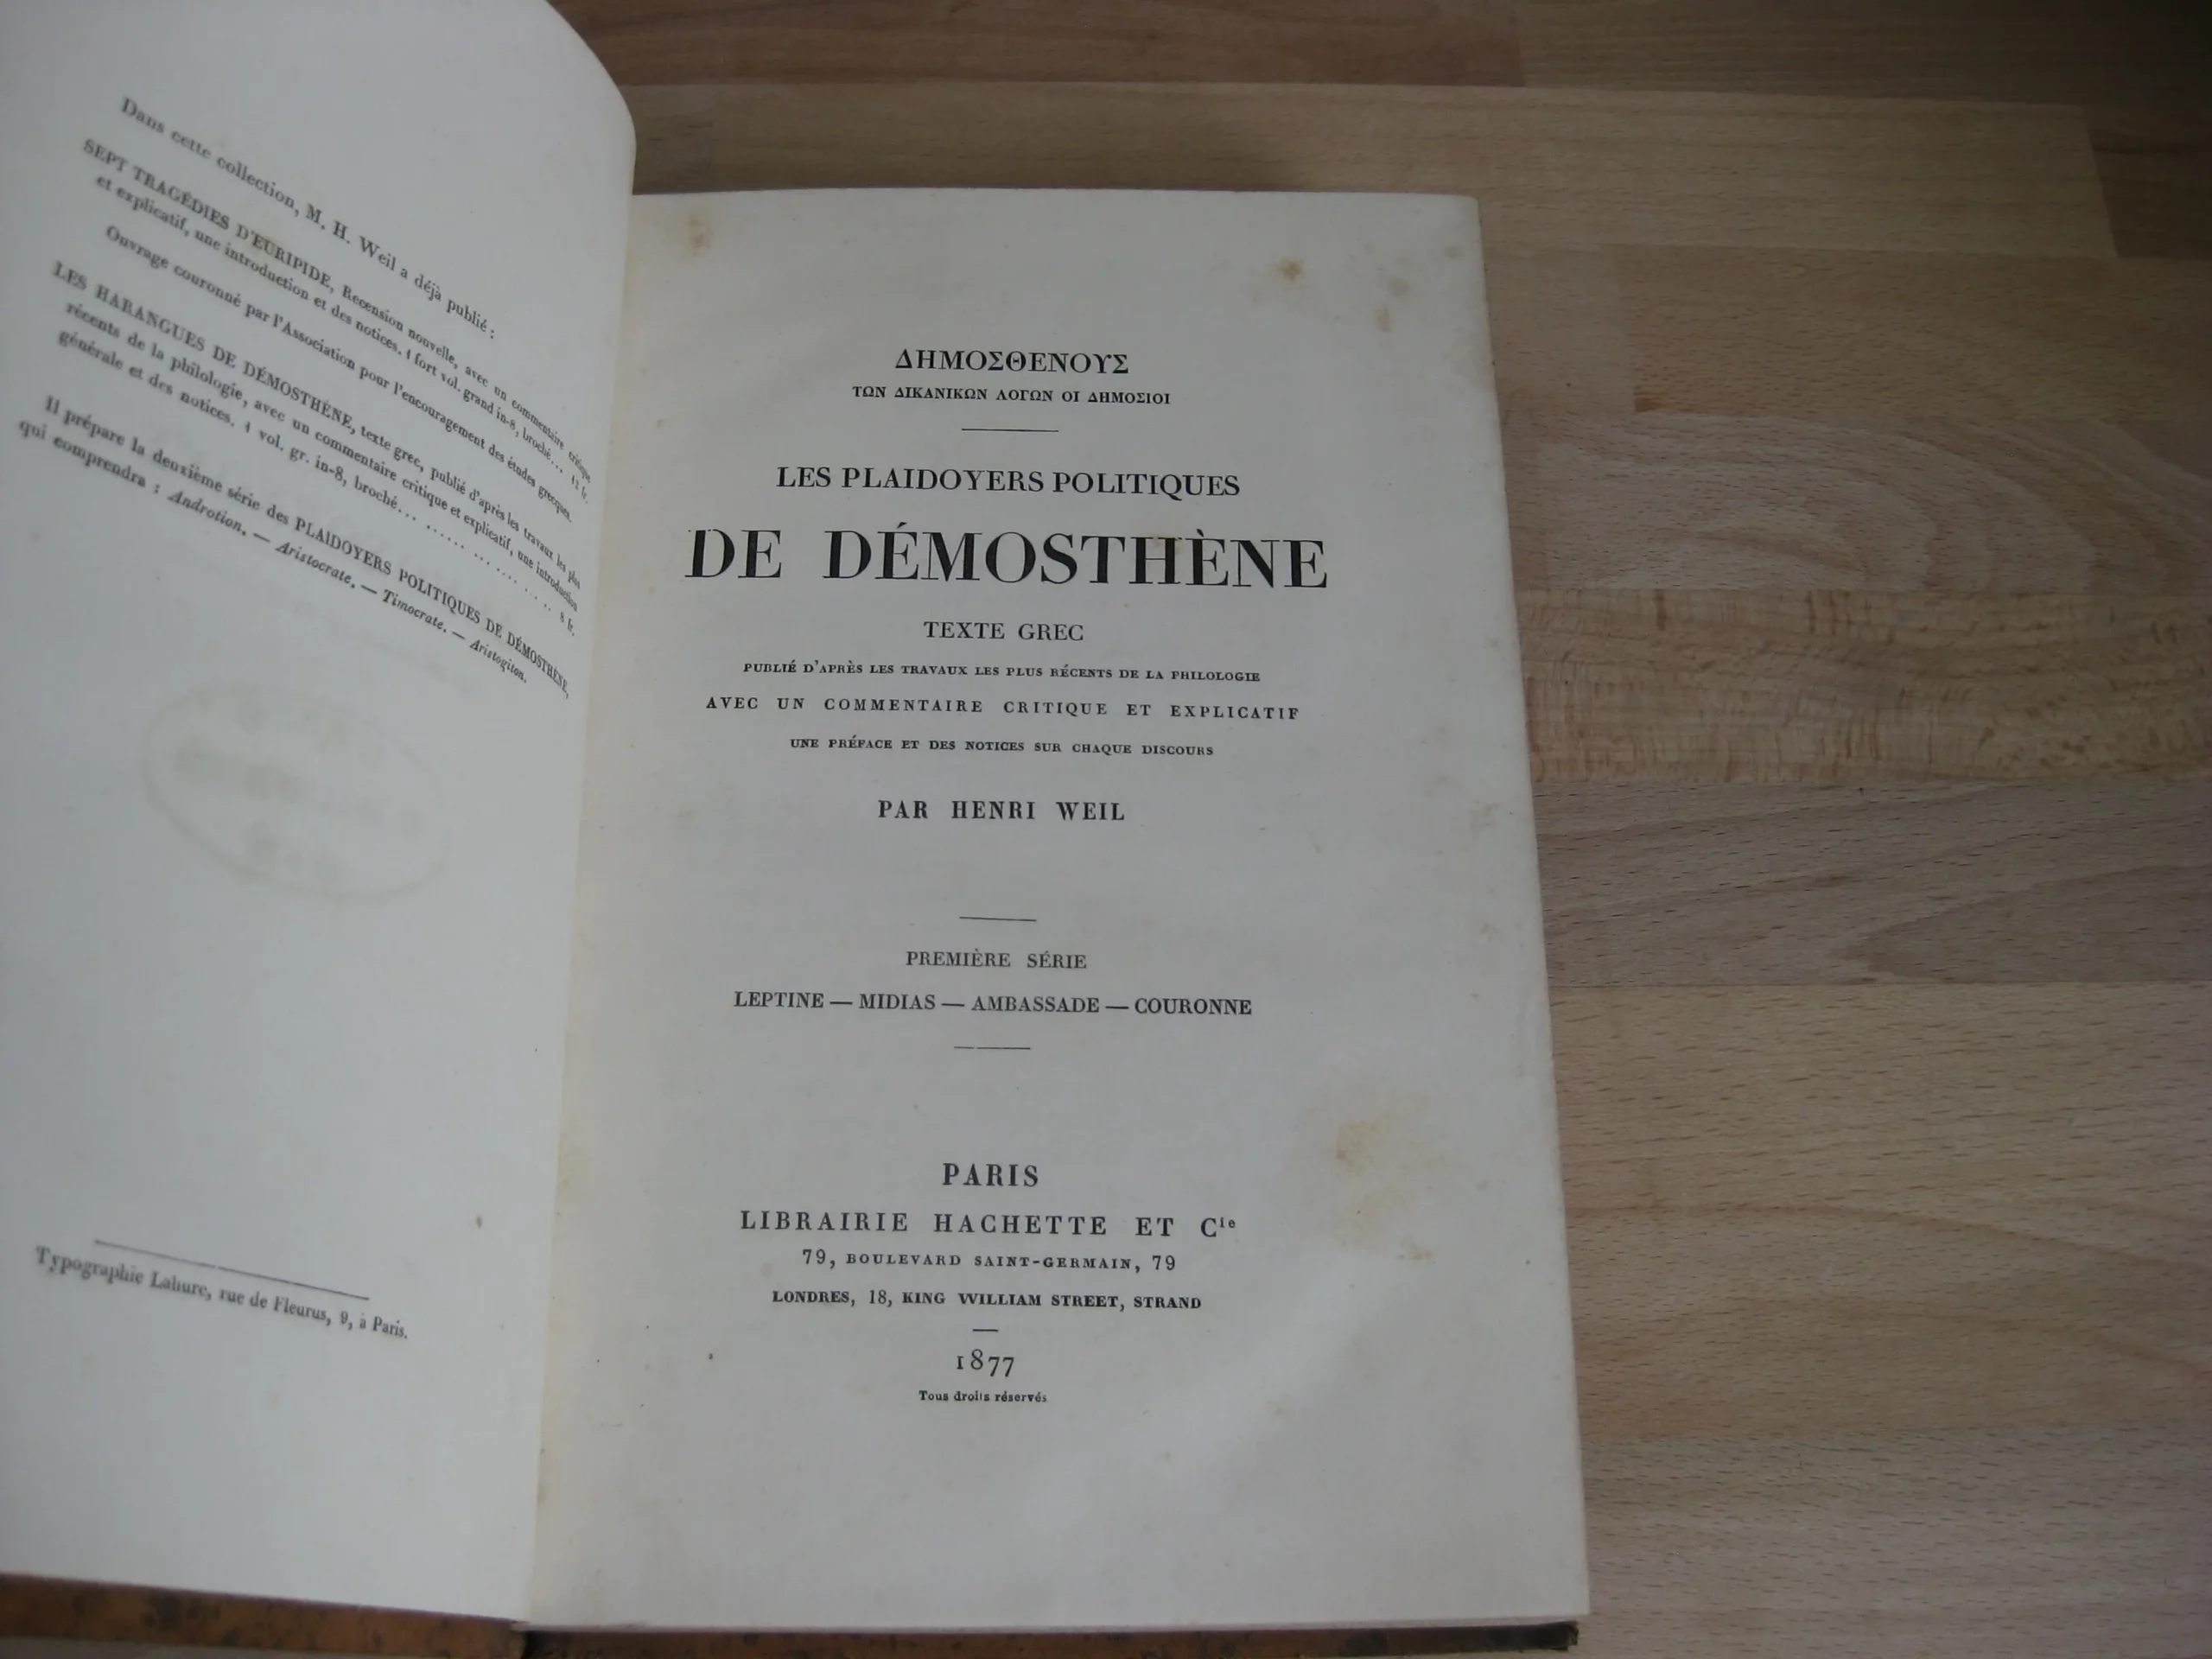 Dans cette collection, M. H. Weil a déjà publié :
SEPT TRAGÉDIES D'EURIPIDE, Recension nouvelle, avec un commentaire critique
et explicatif, une introduction et des notices. 1 fort vol. grand in-8, broché... 12 fr.
Ouvrage couronné par l'Association pour l'encouragement des études grecques.
LES HARANGUES DE DÉMOSTHÈNE, texte grec, publié d'après les travaux les plus
récents de la philologie, avec un commentaire critique et explicatif, une introduction
générale et des notices. 1 vol. gr. in-8, broché... 8 fr.
Il prépare la deuxième série des PLAIDOYERS POLITIQUES DE DÉMOSTHÈNE,
qui comprendra : Androtion. — Aristocrate. — Timocrate. — Aristogiton.
Typographie Lahure, rue de Fleurus, 9, à Paris.
ΔΗΜΟΣΘΕΝΟΥΣ
ΤΩΝ ΔΙΚΑΝΙΚΩΝ ΛΟΓΩΝ ΟΙ ΔΗΜΟΣΙΟΙ
LES PLAIDOYERS POLITIQUES
DE DÉMOSTHÈNE
TEXTE GREC
PUBLIÉ D'APRÈS LES TRAVAUX LES PLUS RÉCENTS DE LA PHILOLOGIE
AVEC UN COMMENTAIRE CRITIQUE ET EXPLICATIF
UNE PRÉFACE ET DES NOTICES SUR CHAQUE DISCOURS
PAR HENRI WEIL
PREMIÈRE SÉRIE
LEPTINE — MIDIAS — AMBASSADE — COURONNE
PARIS
LIBRAIRIE HACHETTE ET Cie
79, BOULEVARD SAINT-GERMAIN, 79
LONDRES, 18, KING WILLIAM STREET, STRAND
1877
Tous droits réservés